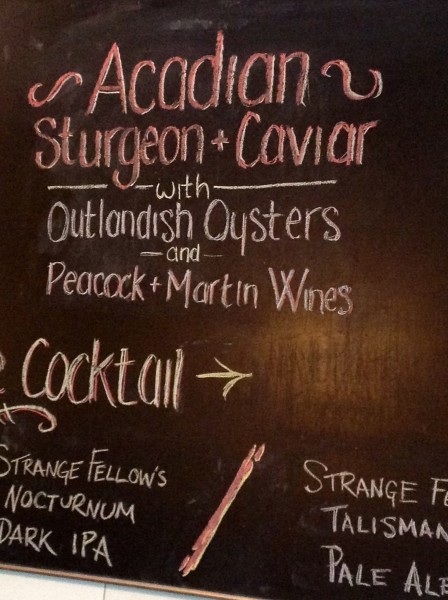 Acadian
Sturgeon + Caviar
with
Outlandish Oysters
and
Peacock + Martin Wines
Cocktail →
STRANGE FELLOW'S
NOCTURNUM
DARK IPA
STRANGE
TALISMAN
PALE ALE